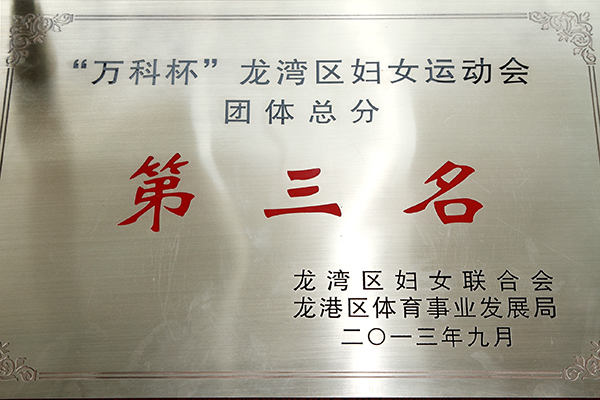 “万科杯”龙湾区妇女运动会
团体总分
第三名
龙湾区妇女联合会
龙港区体育事业发展局
二〇一三年九月